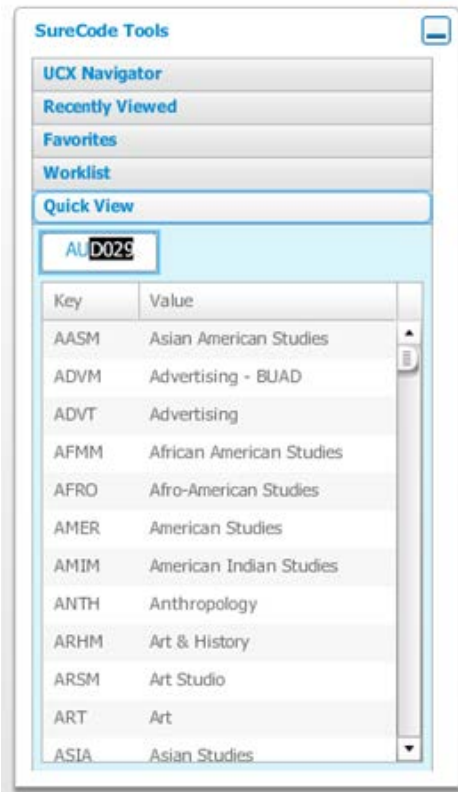 SureCode Tools
UCX Navigator
Recently Viewed
Favorites
Worklist
Quick View
AUD029
Key Value
AASM Asian American Studies
ADVM Advertising - BUAD
ADVT Advertising
AFMM African American Studies
AFRO Afro-American Studies
AMER American Studies
AMIM American Indian Studies
ANTH Anthropology
ARHM Art & History
ARSM Art Studio
ART Art
ASIA Asian Studies